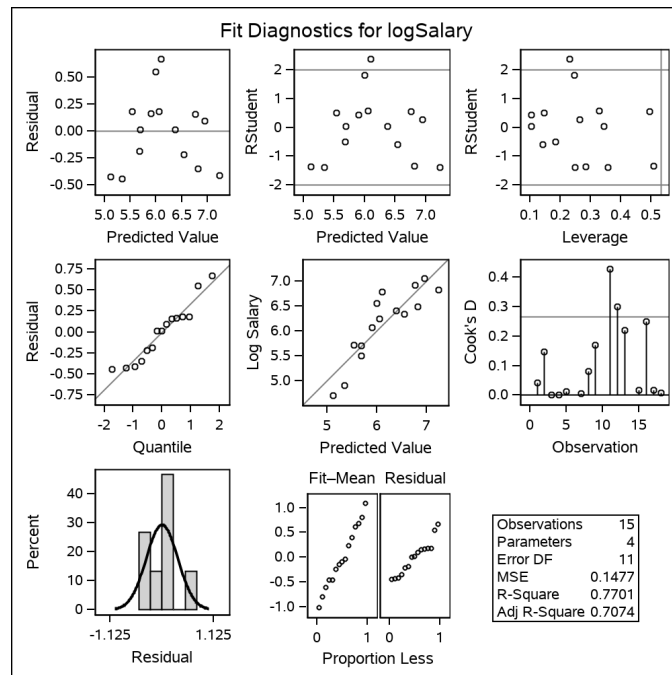 Fit Diagnostics for logSalary
Residual
0.50
0.25
0.00
-0.25
-0.50
5.0 5.5 6.0 6.5 7.0
Predicted Value
RStudent
2
1
0
-1
-2
5.0 5.5 6.0 6.5 7.0
Predicted Value
RStudent
2
1
0
-1
-2
0.1 0.2 0.3 0.4 0.5
Leverage
Residual
0.75
0.50
0.25
0.00
-0.25
-0.50
-0.75
-2 -1 0 1 2
Quantile
Log Salary
7.0
6.5
6.0
5.5
5.0
5 6 7
Predicted Value
Cook's D
0.4
0.3
0.2
0.1
0.0
0 5 10 15
Observation
Percent
40
30
20
10
0
-1.125 1.125
Residual
Fit–Mean Residual
1.0
0.5
0.0
-0.5
-1.0
0 1 0 1
Proportion Less
Observations 15
Parameters 4
Error DF 11
MSE 0.1477
R-Square 0.7701
Adj R-Square 0.7074